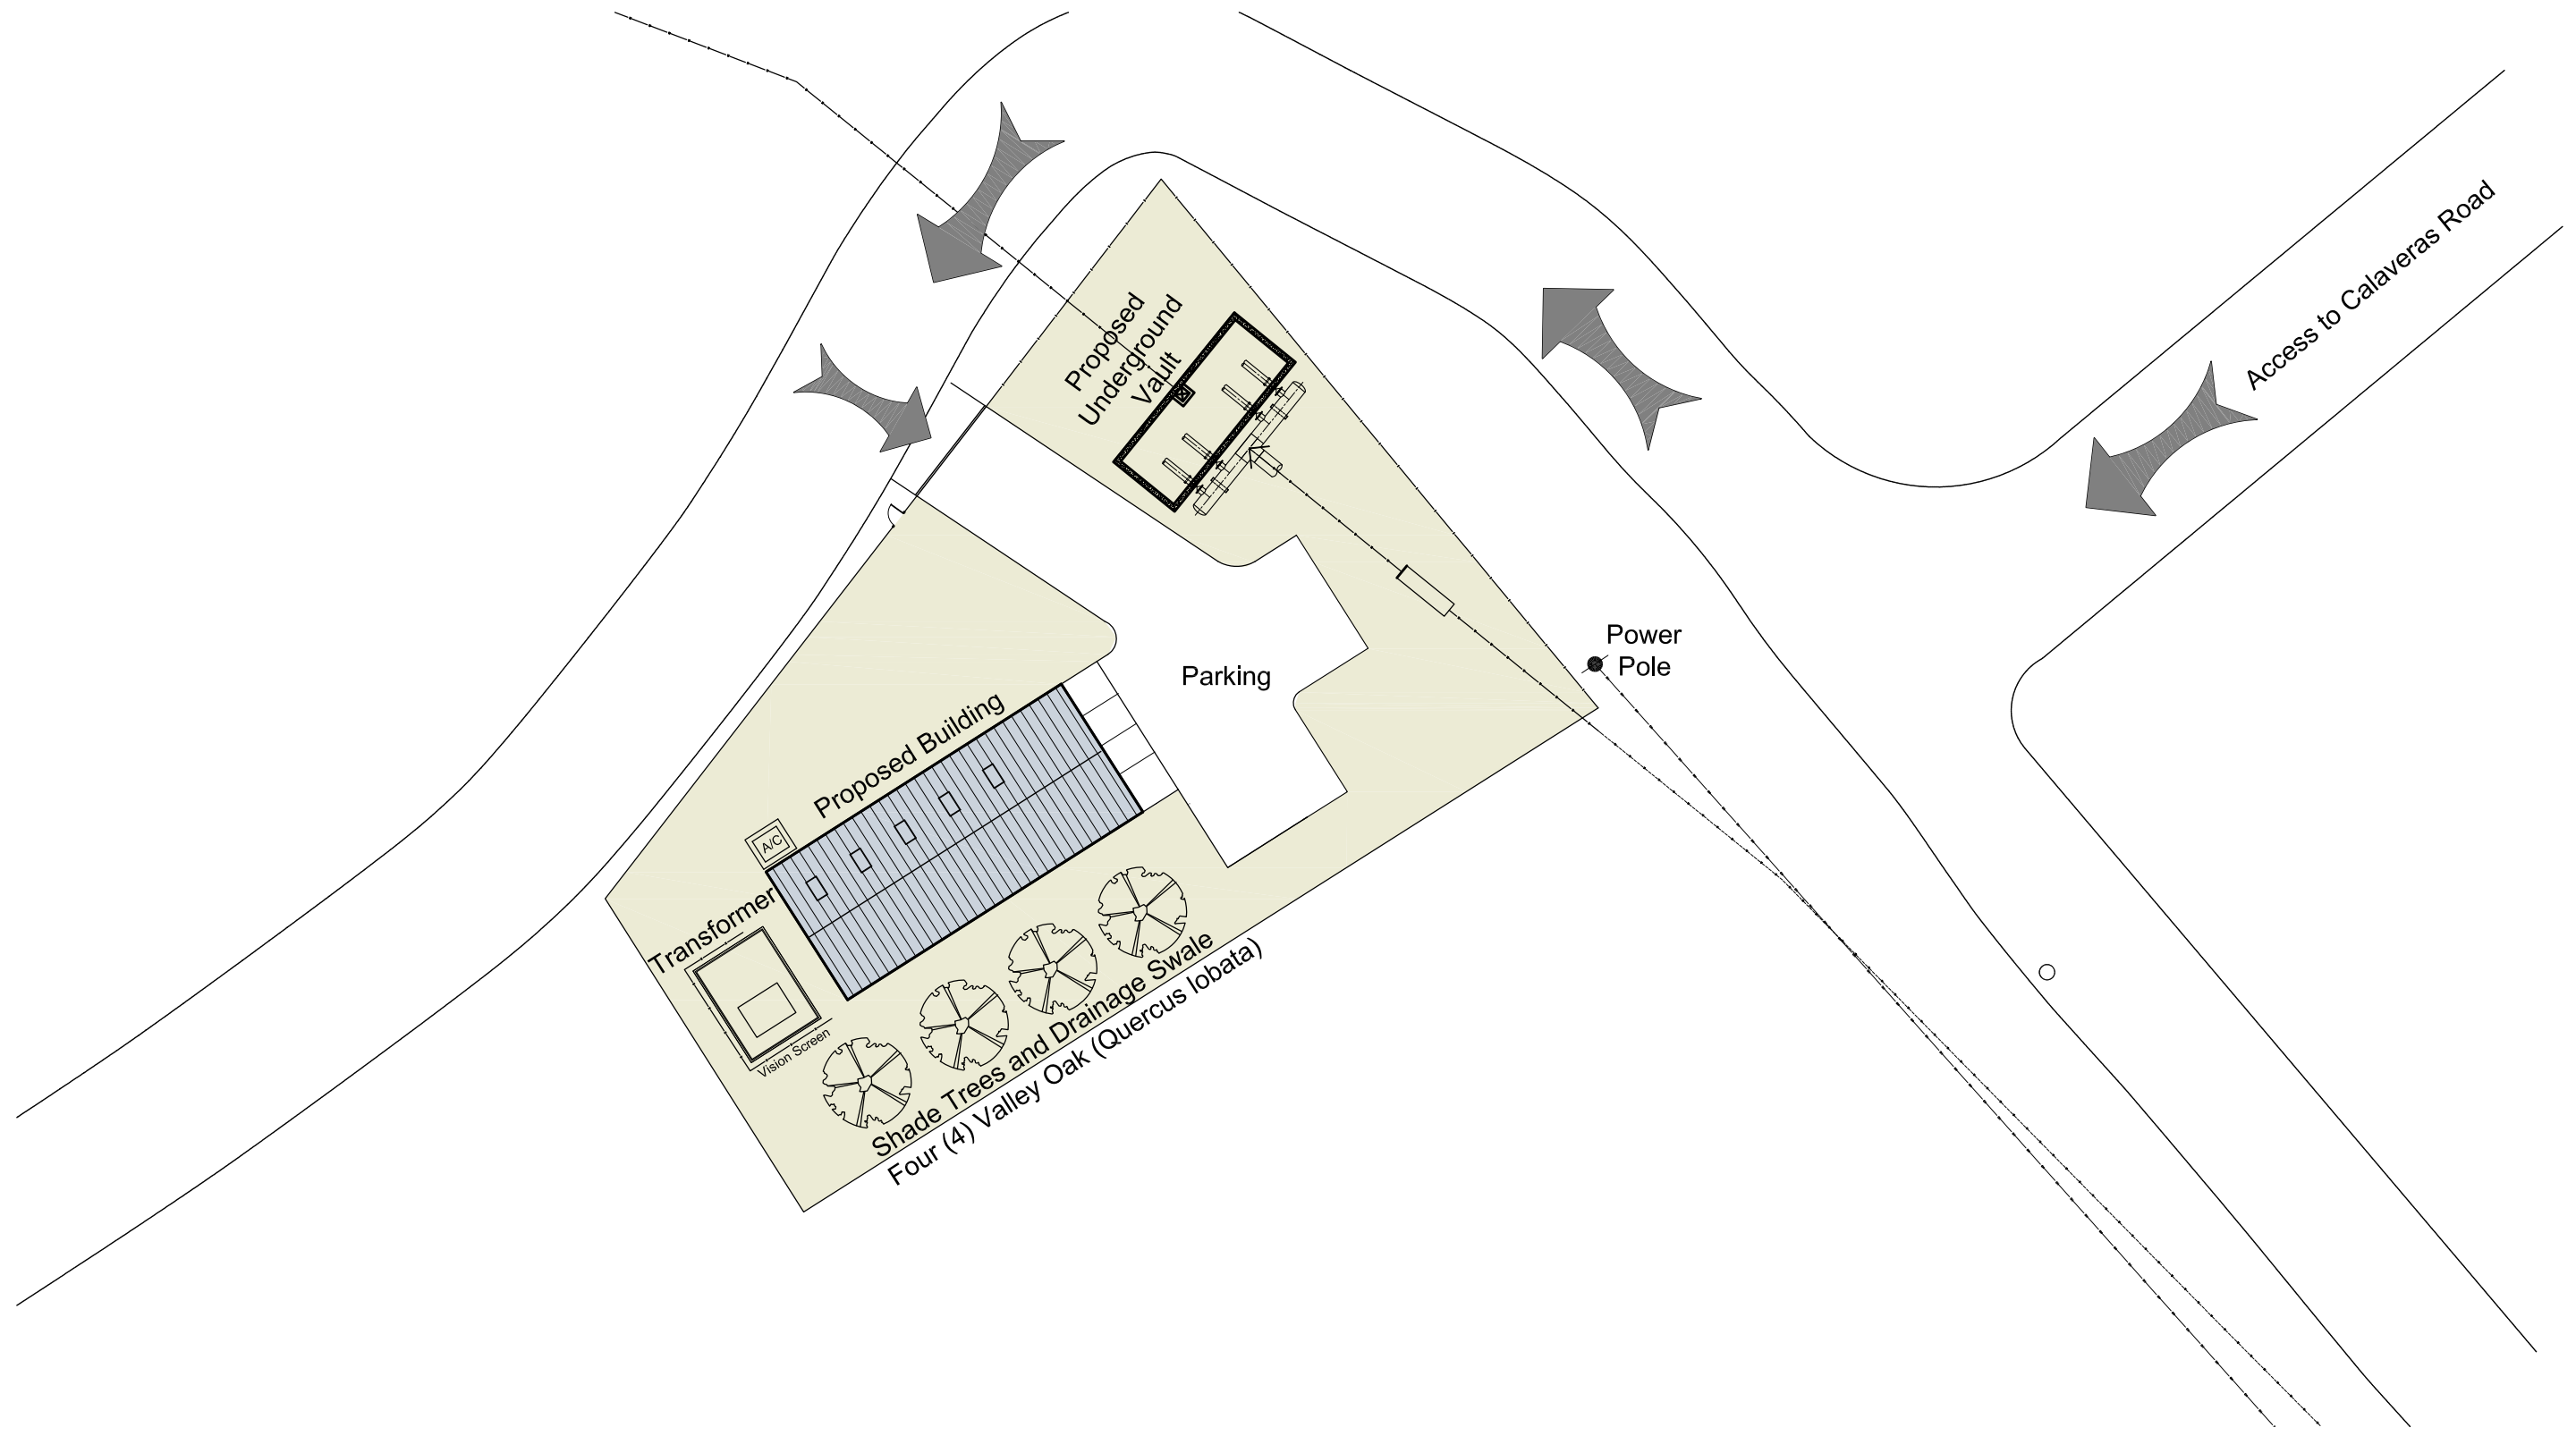 Access to Calaveras Road
Proposed
Underground
Vault
Power
Pole
Parking
Proposed Building
A/C
Transformer
Vision Screen
Shade Trees and Drainage Swale
Four (4) Valley Oak (Quercus lobata)